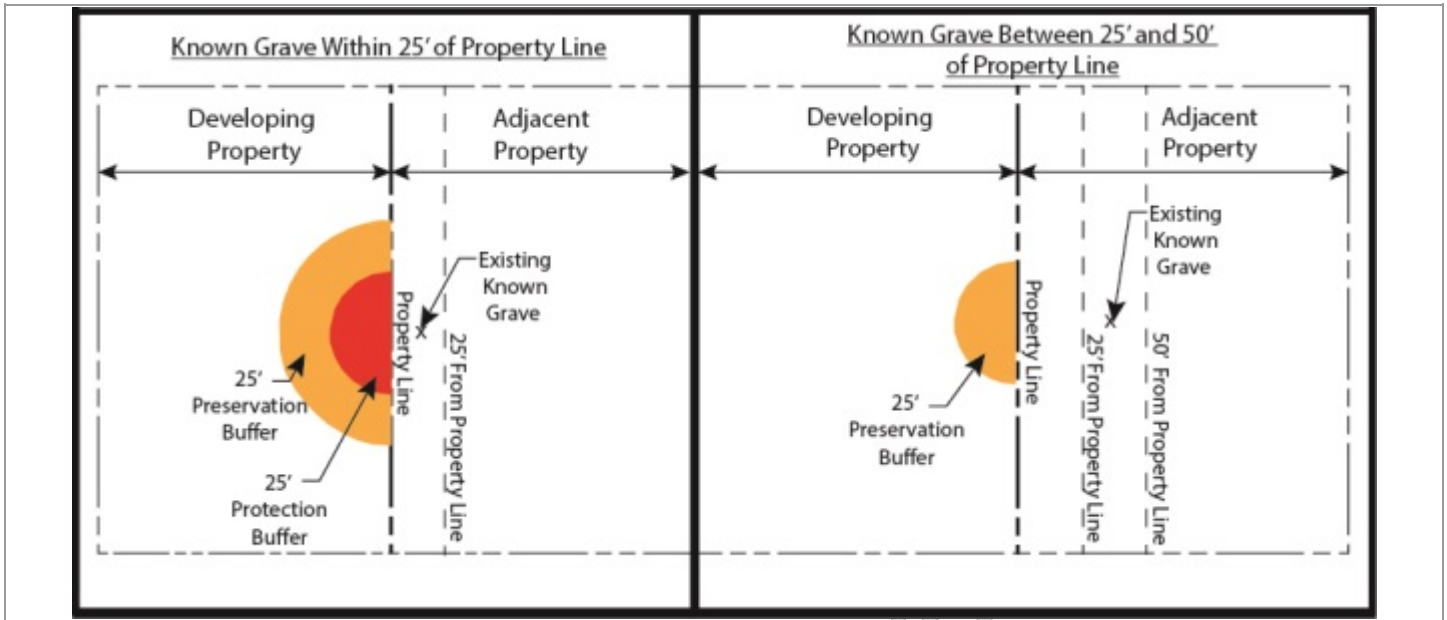 Known Grave Within 25' of Property Line
Developing
Property
Adjacent
Property
Existing
Known
Grave
Property Line
25' From Property Line
25'
Preservation
Buffer
25'
Protection
Buffer
Known Grave Between 25' and 50'
of Property Line
Developing
Property
Adjacent
Property
Existing
Known
Grave
Property Line
25' From Property Line
50' From Property Line
25'
Preservation
Buffer